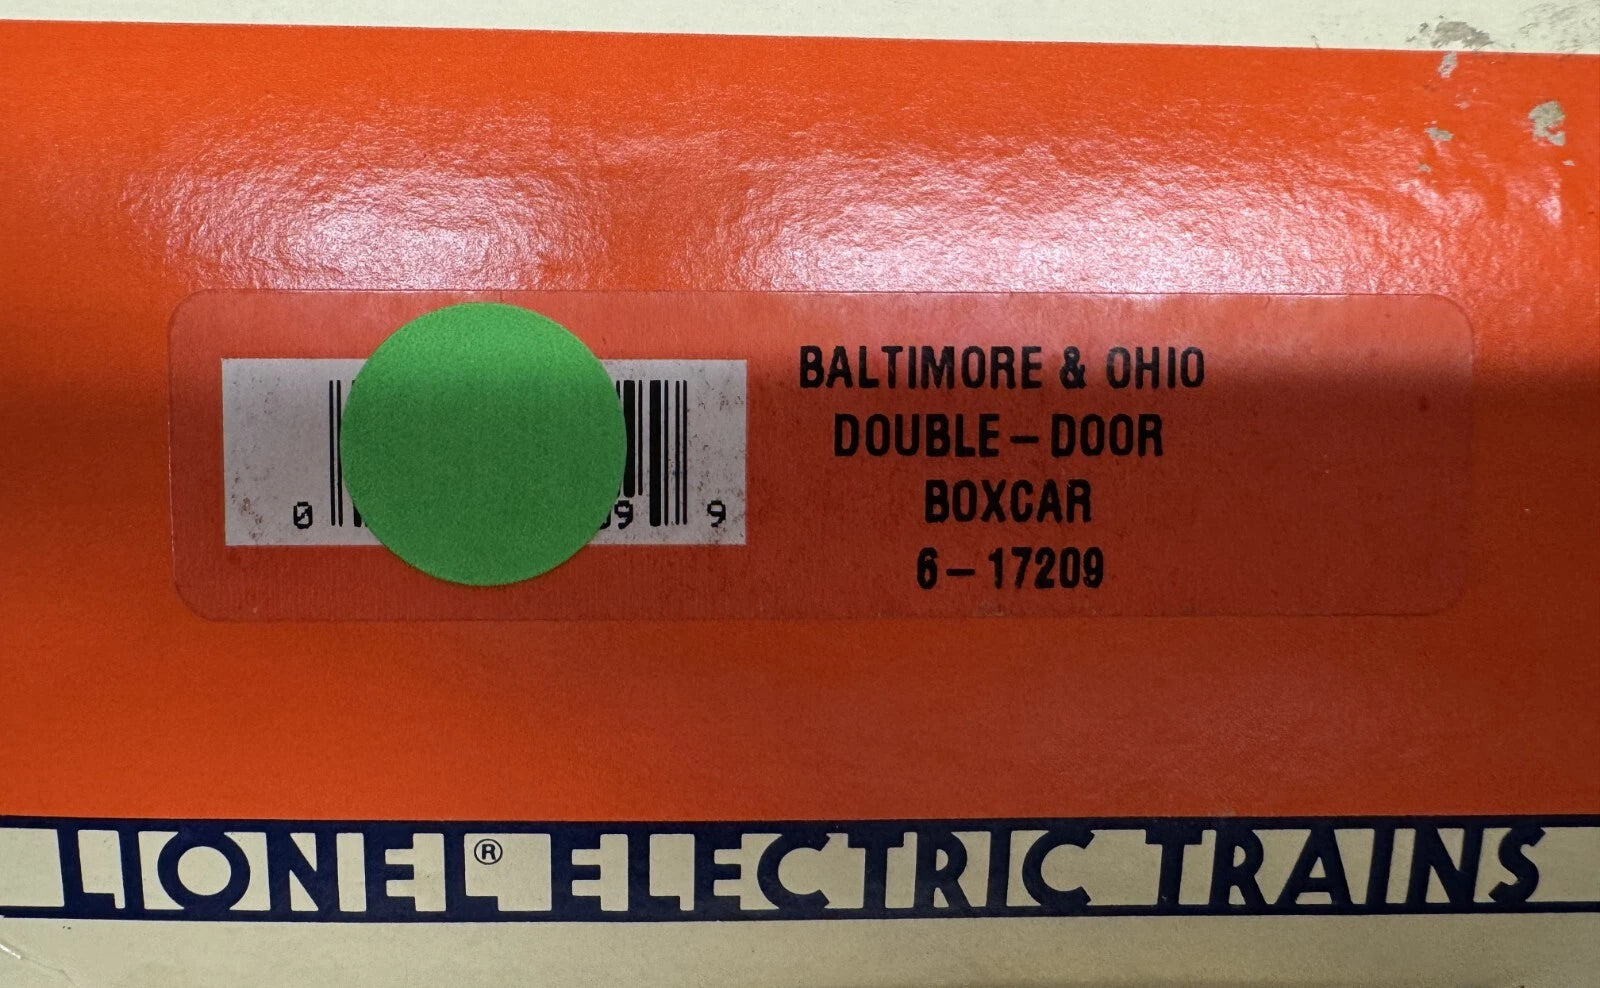 BALTIMORE & OHIO
DOUBLE-DOOR
BOXCAR
6-17209
0 9 9
LIONEL® ELECTRIC TRAINS